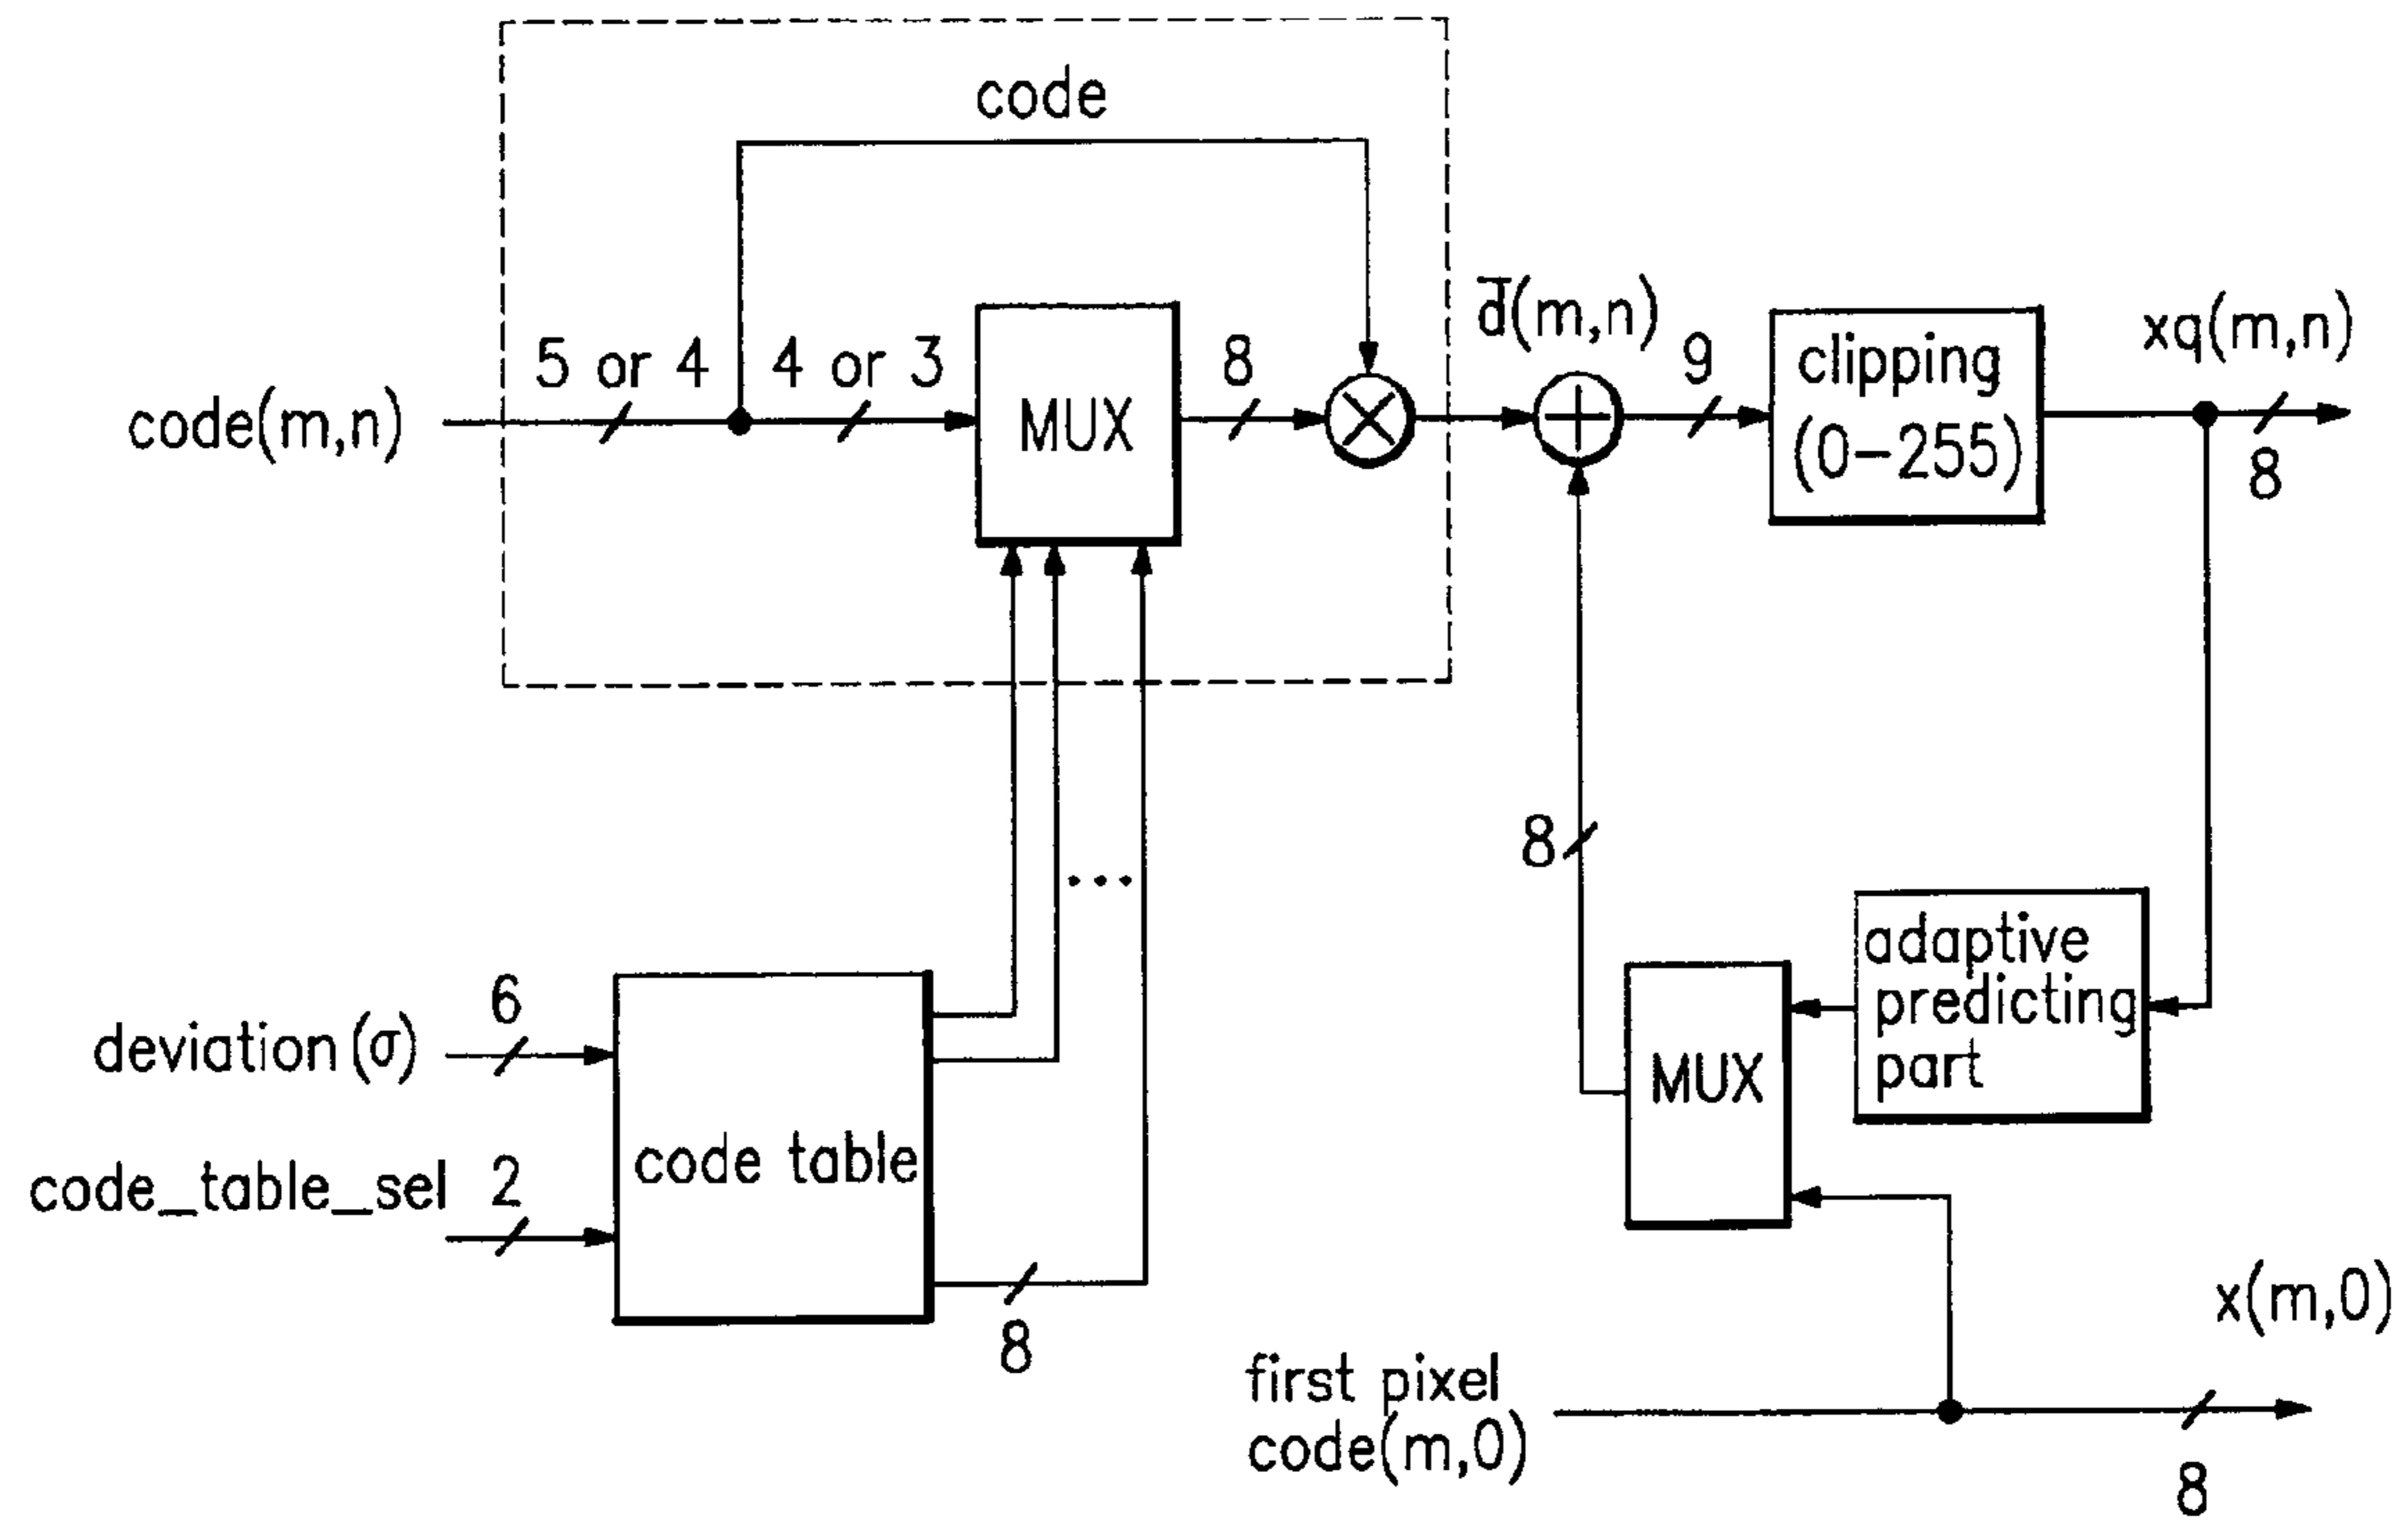 code
5 or 4
4 or 3
code(m,n)
MUX
8
d̄(m,n)
9
clipping
(0-255)
xq(m,n)
8
8
...
deviation(σ)
6
code_table_sel
2
code table
8
MUX
adaptive
predicting
part
x(m,0)
first pixel
code(m,0)
8